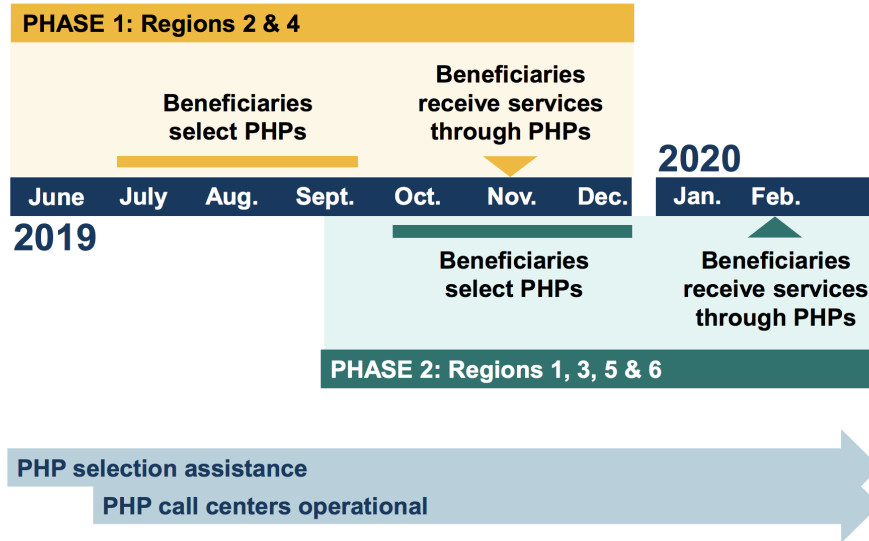 PHASE 1: Regions 2 & 4
Beneficiaries
select PHPs
Beneficiaries
receive services
through PHPs
2020
June July Aug. Sept. Oct. Nov. Dec. Jan. Feb.
2019
Beneficiaries
select PHPs
Beneficiaries
receive services
through PHPs
PHASE 2: Regions 1, 3, 5 & 6
PHP selection assistance
PHP call centers operational